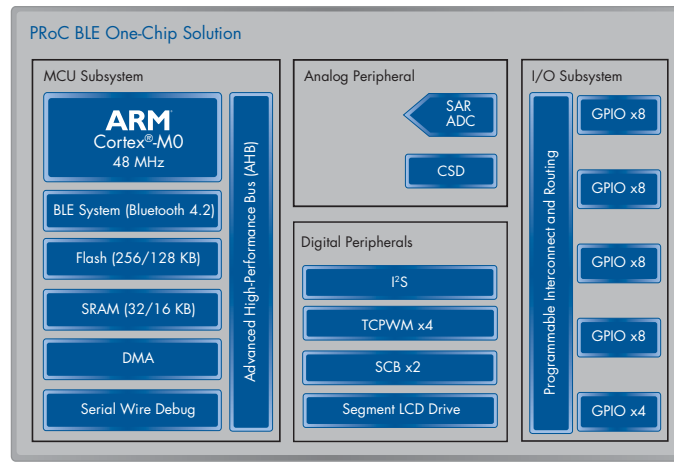 PRoC BLE One-Chip Solution
MCU Subsystem
ARM
Cortex®-M0
48 MHz
BLE System (Bluetooth 4.2)
Flash (256/128 KB)
SRAM (32/16 KB)
DMA
Serial Wire Debug
Advanced High-Performance Bus (AHB)
Analog Peripheral
SAR
ADC
CSD
Digital Peripherals
I²S
TCPWM x4
SCB x2
Segment LCD Drive
I/O Subsystem
Programmable Interconnect and Routing
GPIO x8
GPIO x8
GPIO x8
GPIO x8
GPIO x4